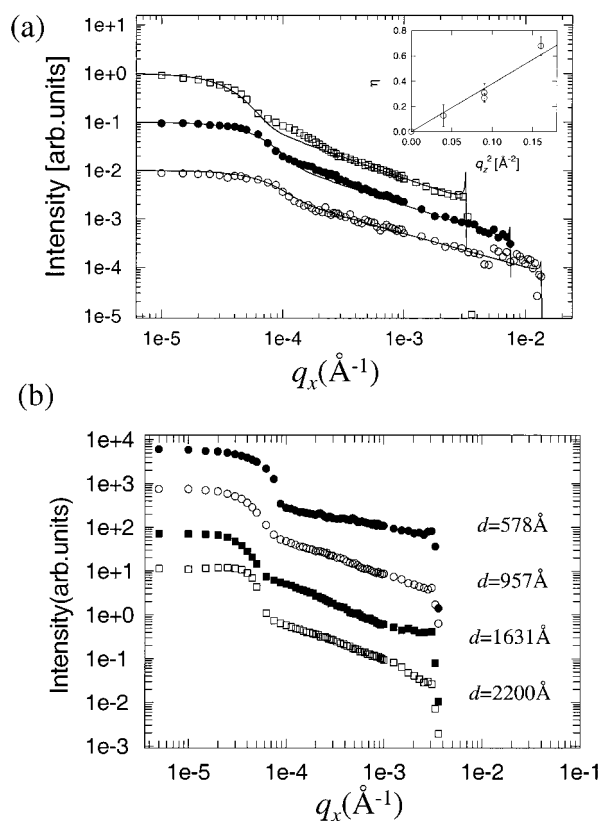 (a)
Intensity [arb.units]
1e+0
1e-1
1e-2
1e-3
1e-4
1e-5
1e-5 1e-4 1e-3 1e-2
qₓ(Å⁻¹)
η
0.8
0.6
0.4
0.2
0.0
0.00 0.05 0.10 0.15
q_z² [Å⁻²]
(b)
Intensity(arb.units)
1e+4
1e+3
1e+2
1e+1
1e+0
1e-1
1e-2
1e-3
d=578Å
d=957Å
d=1631Å
d=2200Å
1e-5 1e-4 1e-3 1e-2 1e-1
qₓ(Å⁻¹)